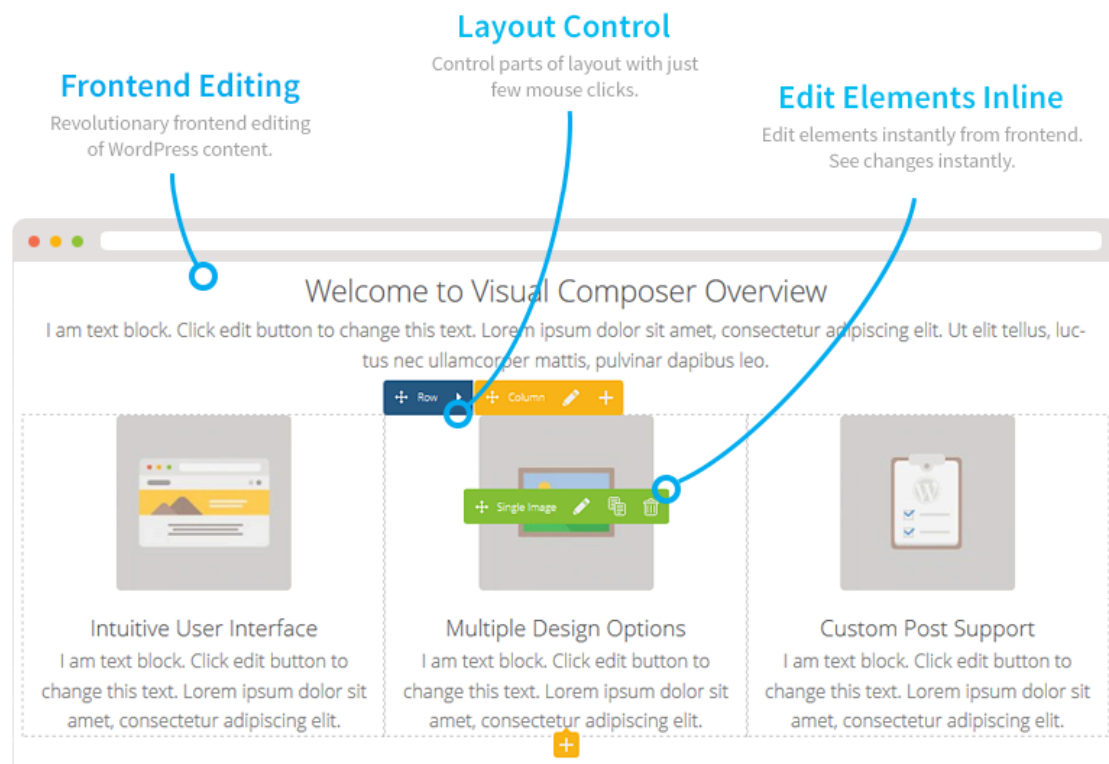 Layout Control
Control parts of layout with just
few mouse clicks.
Frontend Editing
Revolutionary frontend editing
of WordPress content.
Edit Elements Inline
Edit elements instantly from frontend.
See changes instantly.
Welcome to Visual Composer Overview
I am text block. Click edit button to change this text. Lorem ipsum dolor sit amet, consectetur adipiscing elit. Ut elit tellus, luc-
tus nec ullamcorper mattis, pulvinar dapibus leo.
Row
Column
Single Image
W
Intuitive User Interface
I am text block. Click edit button to
change this text. Lorem ipsum dolor sit
amet, consectetur adipiscing elit.
Multiple Design Options
I am text block. Click edit button to
change this text. Lorem ipsum dolor sit
amet, consectetur adipiscing elit.
Custom Post Support
I am text block. Click edit button to
change this text. Lorem ipsum dolor sit
amet, consectetur adipiscing elit.